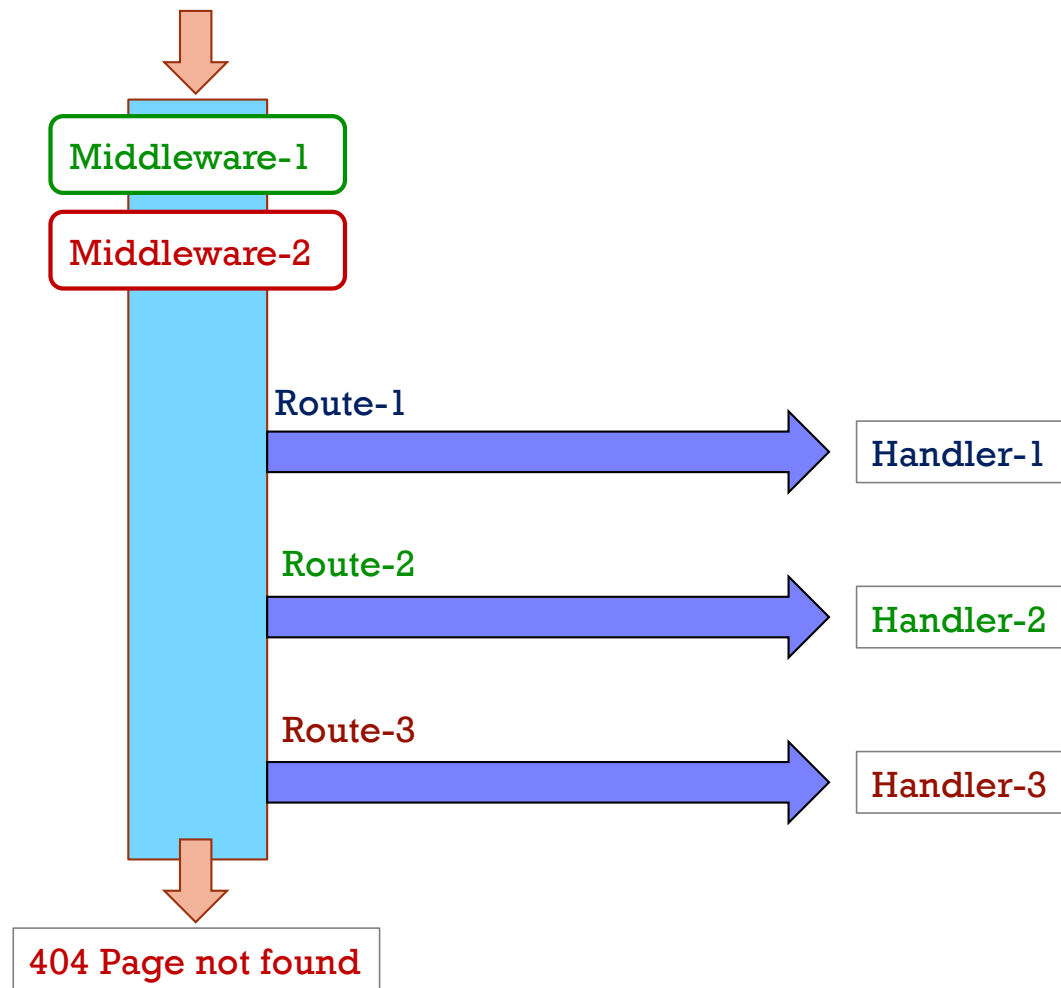 Middleware-1
Middleware-2
Route-1
Handler-1
Route-2
Handler-2
Route-3
Handler-3
404 Page not found